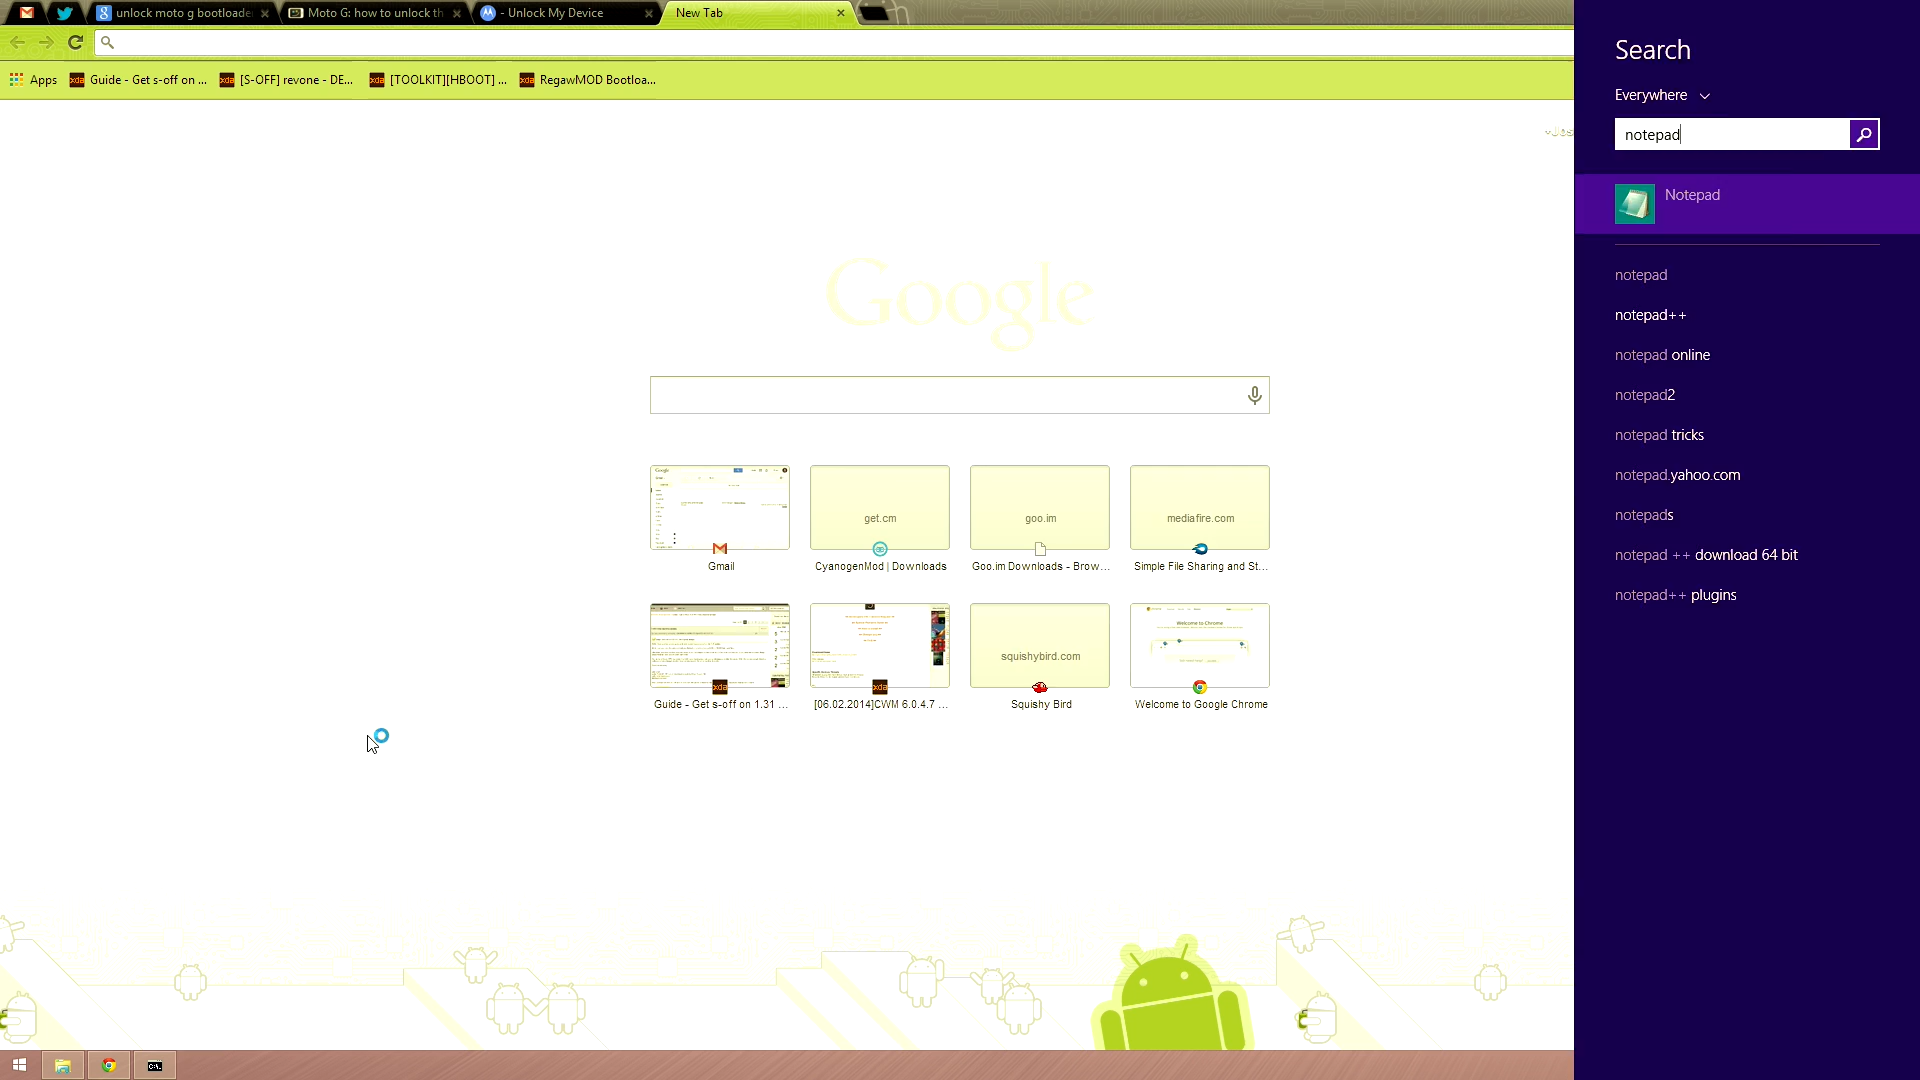 unlock moto g bootloade
Moto G: how to unlock th
- Unlock My Device
New Tab
Apps
Guide - Get s-off on ...
[S-OFF] revone - DE...
[TOOLKIT][HBOOT] ...
RegawMOD Bootloa...
Google
get.cm
goo.im
mediafire.com
Gmail
CyanogenMod | Downloads
Goo.im Downloads - Brow...
Simple File Sharing and St...
Welcome to Chrome
squishybird.com
Guide - Get s-off on 1.31 ...
[06.02.2014]CWM 6.0.4.7 ...
Squishy Bird
Welcome to Google Chrome
Search
Everywhere
notepad
Notepad
notepad
notepad++
notepad online
notepad2
notepad tricks
notepad.yahoo.com
notepads
notepad ++ download 64 bit
notepad++ plugins